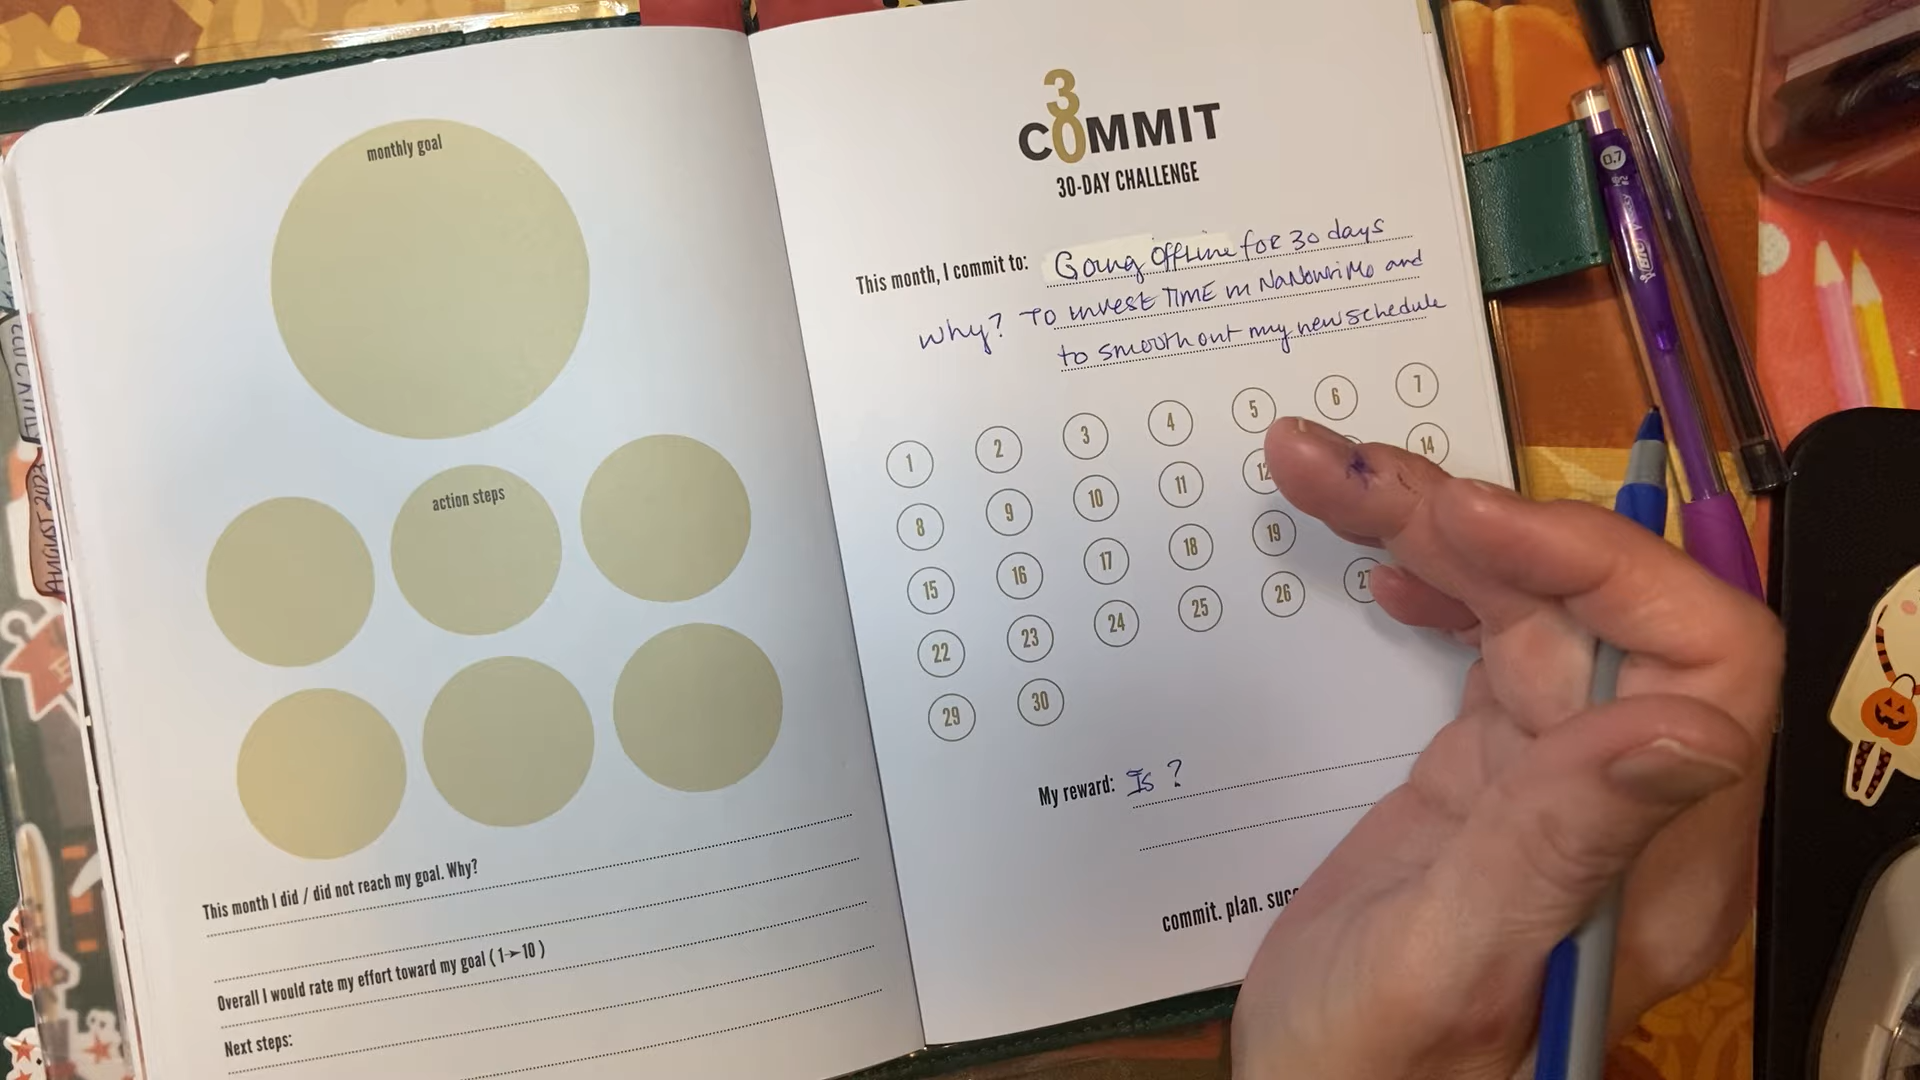 monthly goal
action steps
This month I did / did not reach my goal. Why?
Overall I would rate my effort toward my goal ( 1➔10 )
Next steps:
AUGUST 2023
30
COMMIT
30-DAY CHALLENGE
This month, I commit to: Going OffLine foR 30 days
why? To invest TIME in NaNoWriMo and
to smooth out my new schedule
1 2 3 4 5 6 7
8 9 10 11 12 14
15 16 17 18 19
22 23 24 25 26 27
29 30
My reward: Is ?
commit. plan.
0.7